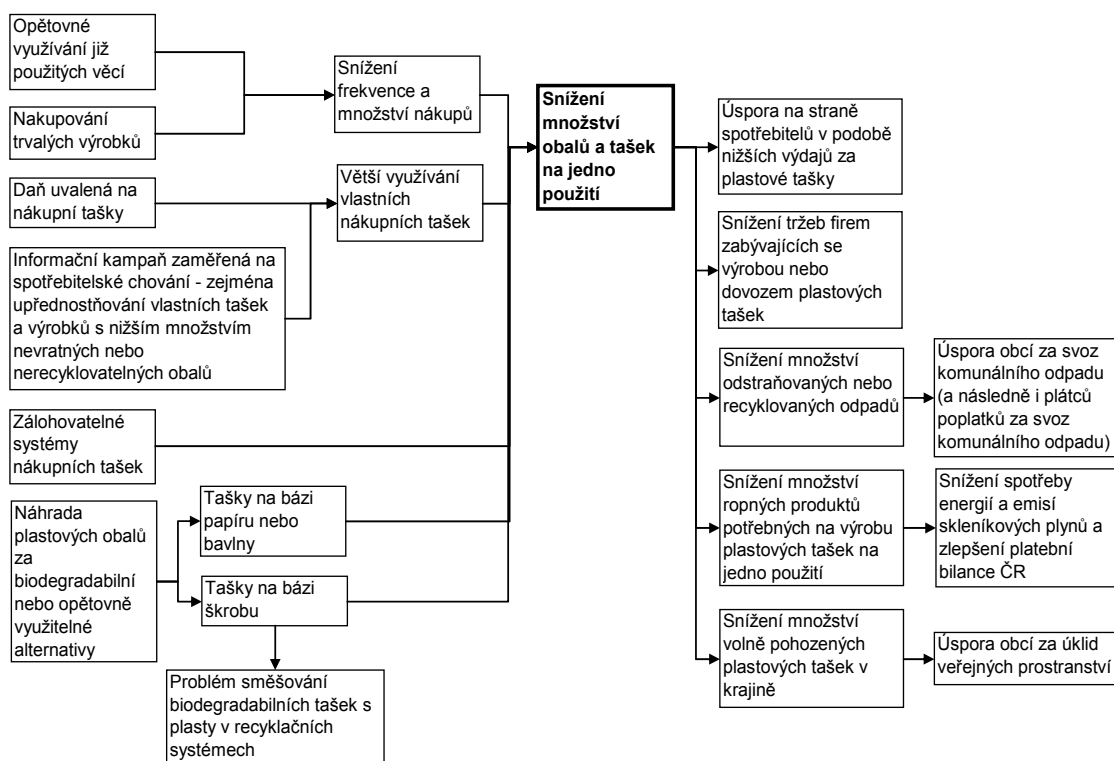 Opětovné
využívání již
použitých věcí
Nakupování
trvalých výrobků
Daň uvalená na
nákupní tašky
Informační kampaň zaměřená na
spotřebitelské chování - zejména
upřednostňování vlastních tašek
a výrobků s nižším množstvím
nevratných nebo
nerecyklovatelných obalů
Zálohovatelné
systémy
nákupních tašek
Náhrada
plastových obalů
za
biodegradabilní
nebo opětovně
využitelné
alternativy
Snížení
frekvence a
množství nákupů
Větší využívání
vlastních
nákupních tašek
Tašky na bázi
papíru nebo
bavlny
Tašky na bázi
škrobu
Problém směšování
biodegradabilních tašek s
plasty v recyklačních
systémech
Snížení
množství
obalů a tašek
na jedno
použití
Úspora na straně
spotřebitelů v podobě
nižších výdajů za
plastové tašky
Snížení tržeb firem
zabývajících se
výrobou nebo
dovozem plastových
tašek
Snížení množství
odstraňovaných nebo
recyklovaných odpadů
Úspora obcí za svoz
komunálního odpadu
(a následně i plátců
poplatků za svoz
komunálního odpadu)
Snížení množství
ropných produktů
potřebných na výrobu
plastových tašek na
jedno použití
Snížení spotřeby
energií a emisí
skleníkových plynů a
zlepšení platební
bilance ČR
Snížení množství
volně pohozených
plastových tašek v
krajině
Úspora obcí za úklid
veřejných prostranství